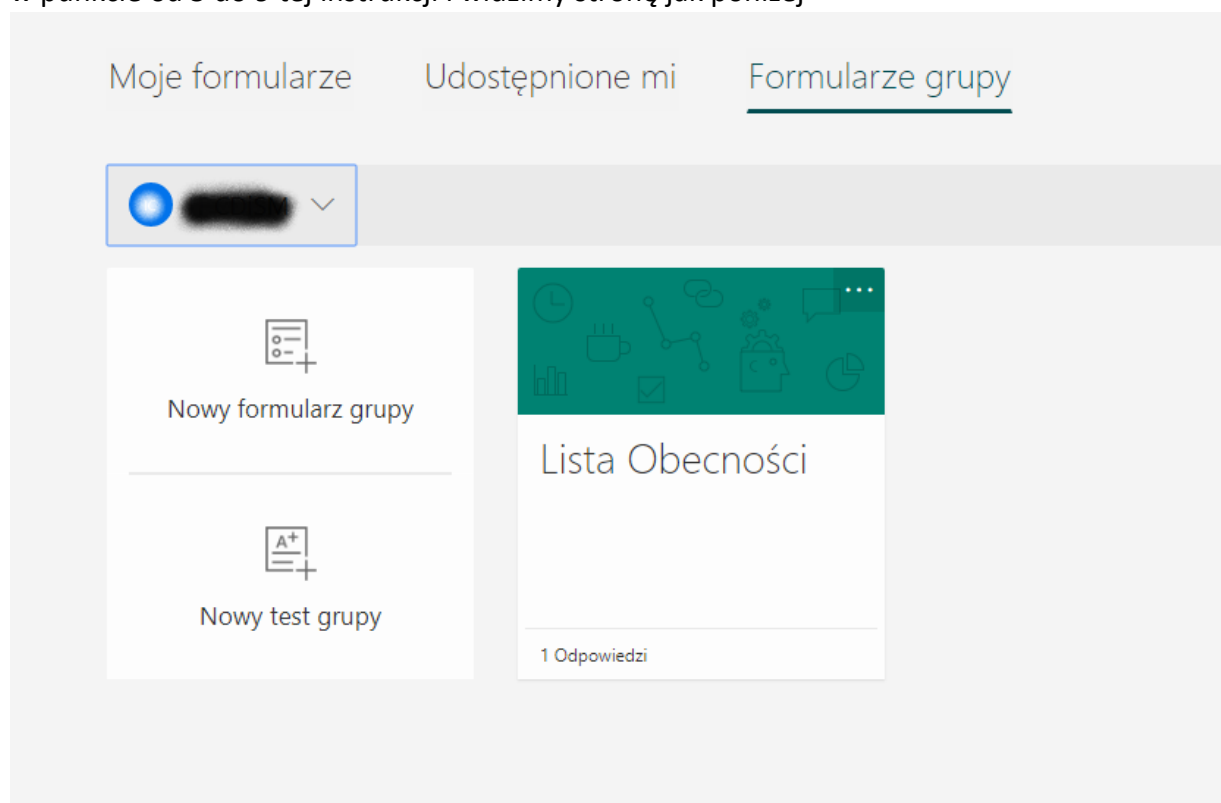 Moje formularze Udostępnione mi Formularze grupy
Nowy formularz grupy
Lista Obecności
A+
Nowy test grupy
1 Odpowiedzi